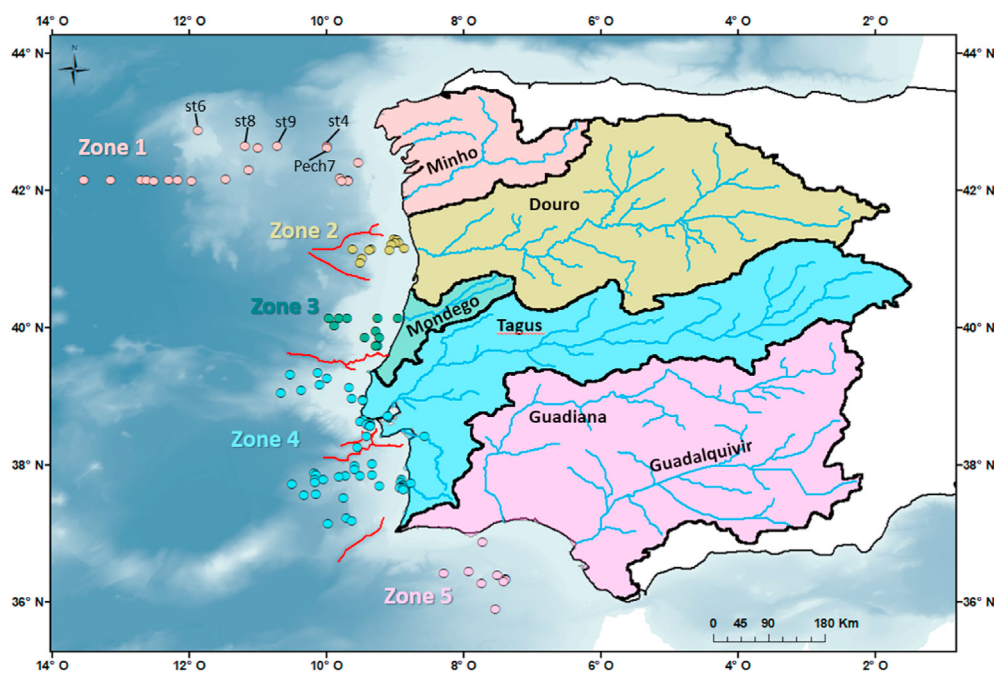 14° O 12° O 10° O 8° O 6° O 4° O 2° O
44° N 44° N
N
st6
st8 st9 st4
Zone 1
Pech7
Minho
42° N 42° N
Douro
Zone 2
Zone 3
Mondego
40° N 40° N
Tagus
Guadiana
Zone 4
Guadalquivir
38° N 38° N
Zone 5
36° N 36° N
0 45 90 180 Km
14° O 12° O 10° O 8° O 6° O 4° O 2° O